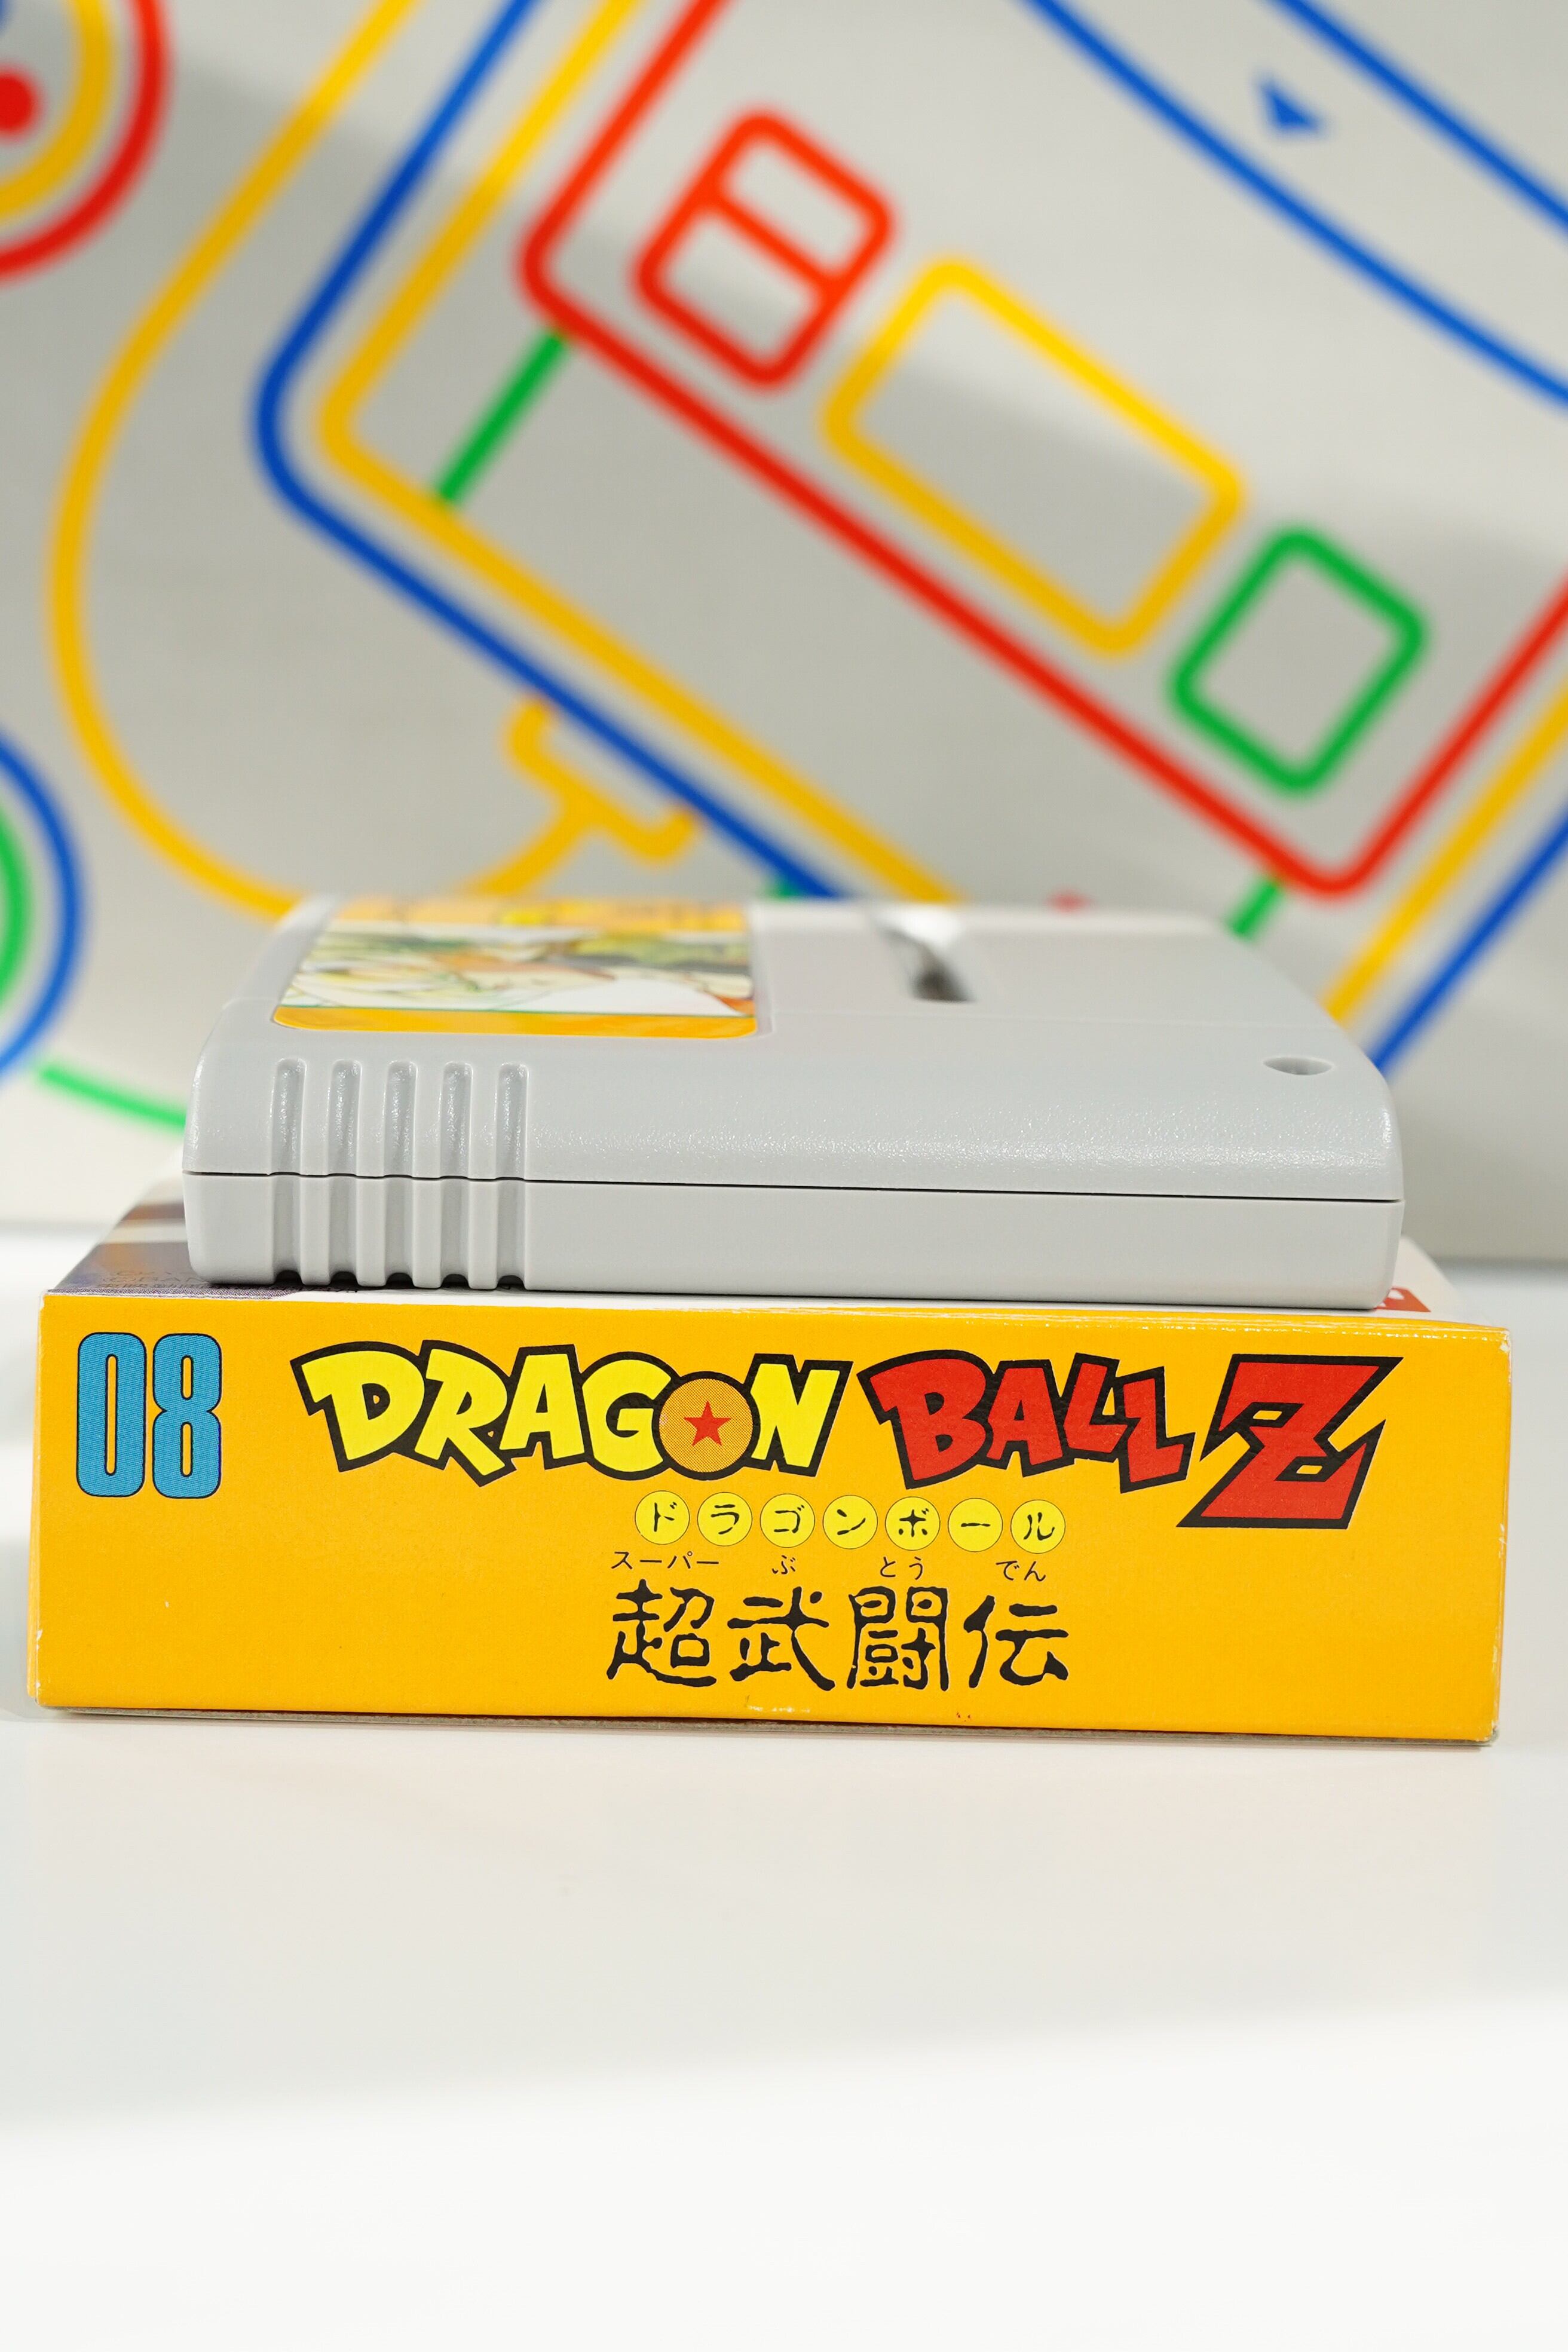 08
DRAGON BALL Z
ドラゴンボール
スーパー ぶ とう でん
超武闘伝